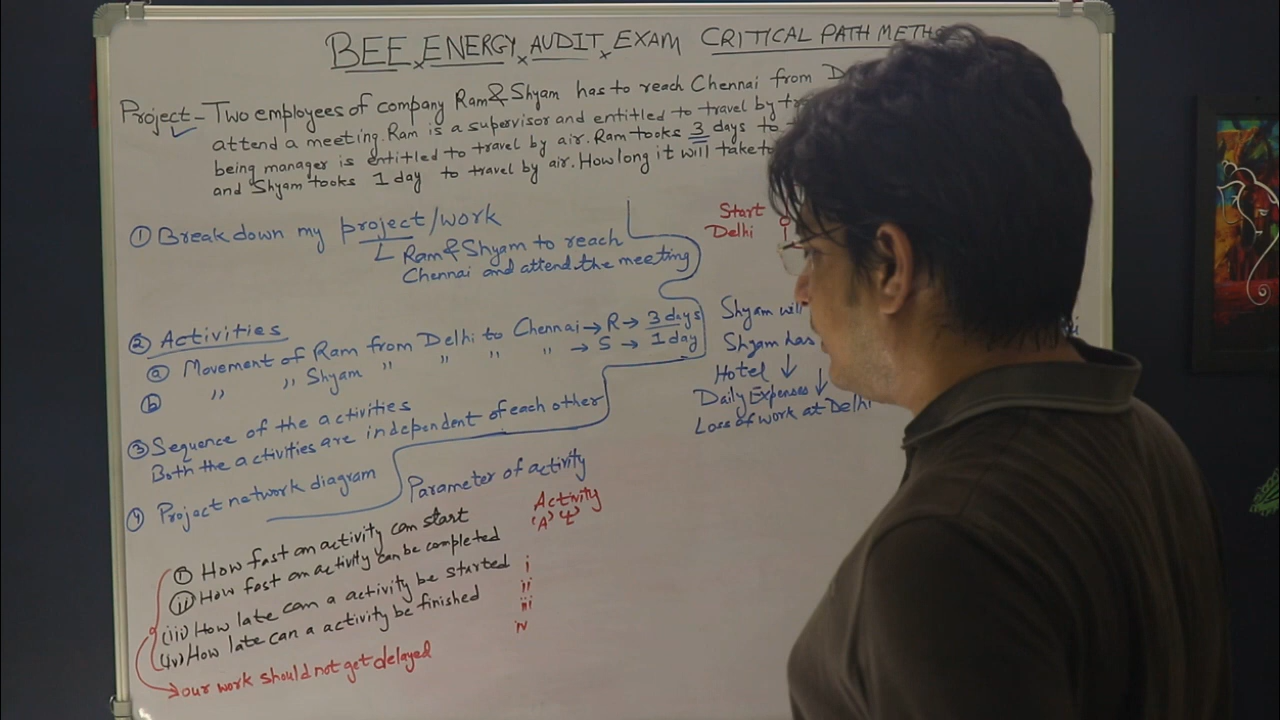 BEE ENERGY AUDIT EXAM CRITICAL PATH
Project - Two employees of company Ram & Shyam has to reach Chennai from
attend a meeting. Ram is a supervisor and entitled to travel by
being manager is entitled to travel by air. Ram tooks 3 days to
and Shyam tooks 1 day to travel by air. How long it will take to
① Break down my project/work
Ram & Shyam to reach
Chennai and attend the meeting
② Activities
ⓐ Movement of Ram from Delhi to Chennai → R → 3 days
ⓑ " " Shyam " " " → S → 1 day
③ Sequence of the activities
Both the activities are independent of each other
④ Project network diagram
Parameter of activity
(i) How fast an activity can start
(ii) How fast an activity can be completed
(iii) How late can a activity be started
(iv) How late can a activity be finished
our work should not get delayed
Activity
'A'
i
ii
iii
iv
Start
Delhi
Shyam will
Shyam has
Hotel ↓
Daily Expenses ↓
Loss of work at Delhi